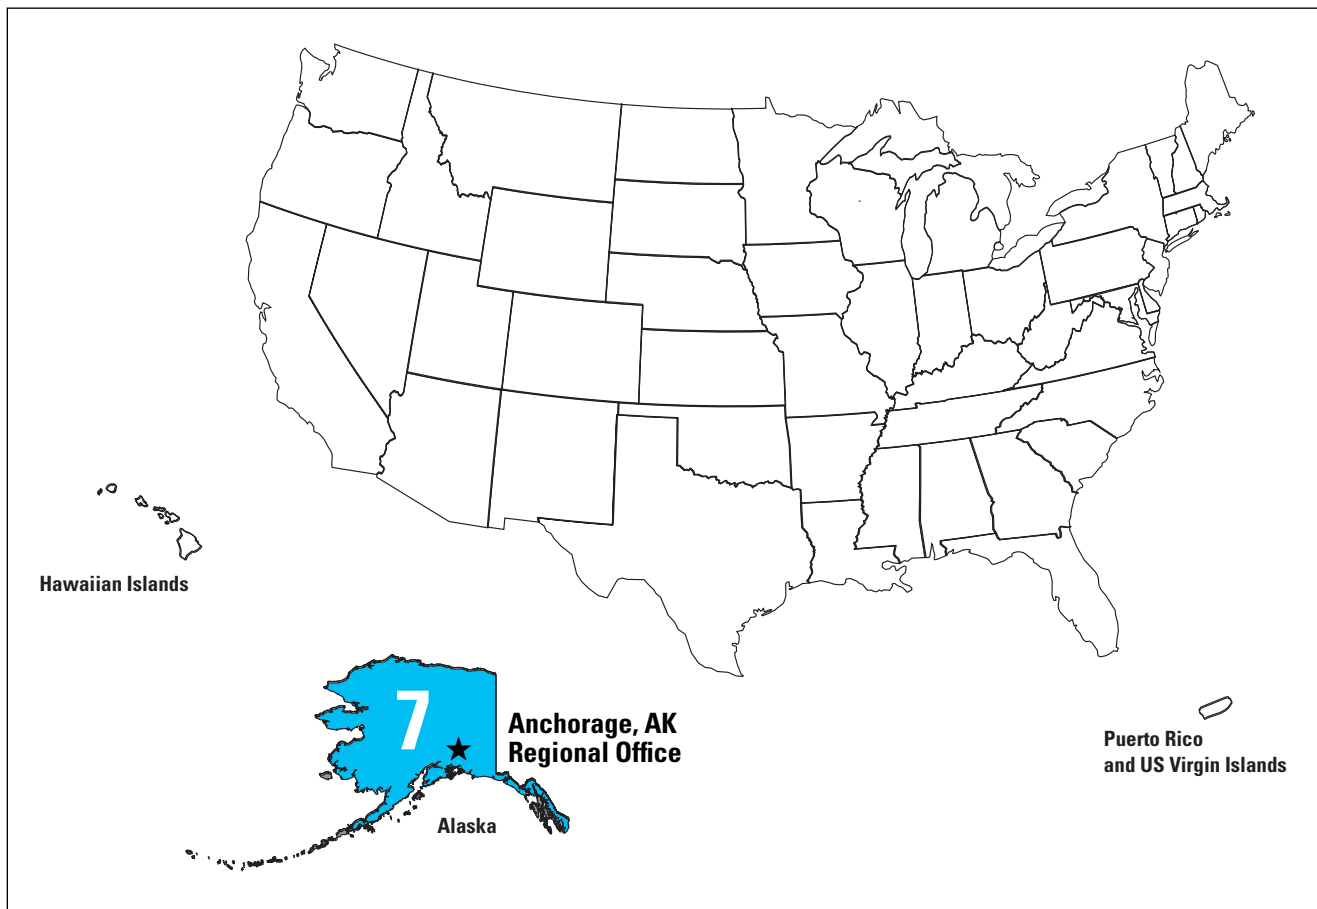 Hawaiian Islands
7
Anchorage, AK
Regional Office
Alaska
Puerto Rico
and US Virgin Islands